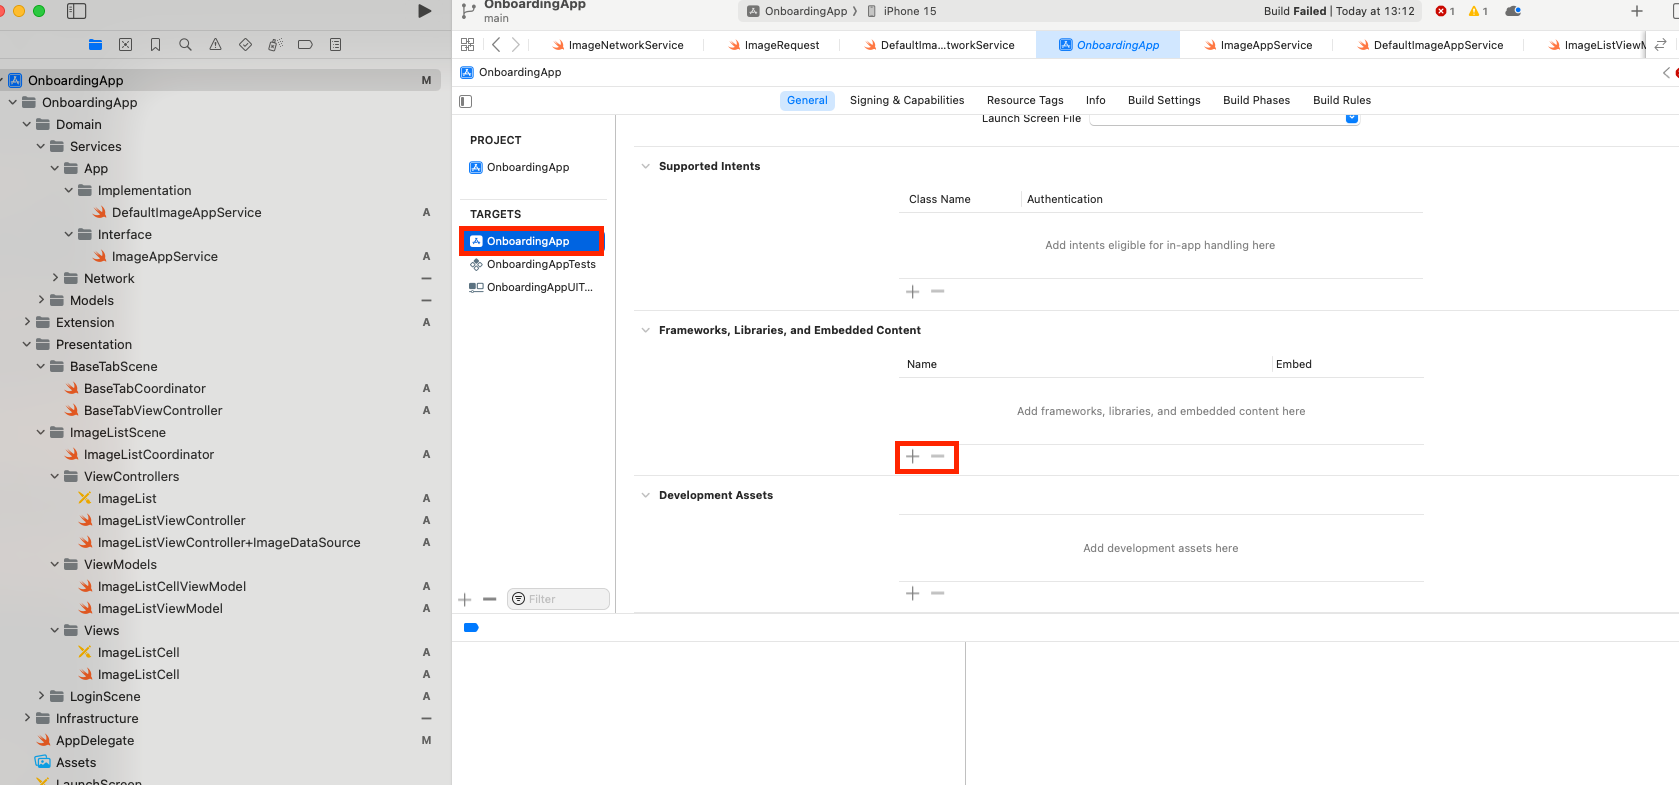 OnboardingApp
main
OnboardingApp 〉 iPhone 15
Build Failed | Today at 13:12
1
1
ImageNetworkService
ImageRequest
DefaultIma...tworkService
OnboardingApp
ImageAppService
DefaultImageAppService
ImageListViewM
OnboardingApp
General
Signing & Capabilities
Resource Tags
Info
Build Settings
Build Phases
Build Rules
OnboardingApp M
OnboardingApp
Domain
Services
App
Implementation
DefaultImageAppService A
Interface
ImageAppService A
Network
Models
Extension A
Presentation
BaseTabScene
BaseTabCoordinator A
BaseTabViewController A
ImageListScene
ImageListCoordinator A
ViewControllers
ImageList A
ImageListViewController A
ImageListViewController+ImageDataSource A
ViewModels
ImageListCellViewModel A
ImageListViewModel A
Views
ImageListCell A
ImageListCell A
LoginScene A
Infrastructure
AppDelegate M
Assets
LaunchScreen
PROJECT
OnboardingApp
TARGETS
OnboardingApp
OnboardingAppTests
OnboardingAppUIT...
Filter
Launch Screen File
Supported Intents
Class Name
Authentication
Add intents eligible for in-app handling here
Frameworks, Libraries, and Embedded Content
Name
Embed
Add frameworks, libraries, and embedded content here
Development Assets
Add development assets here